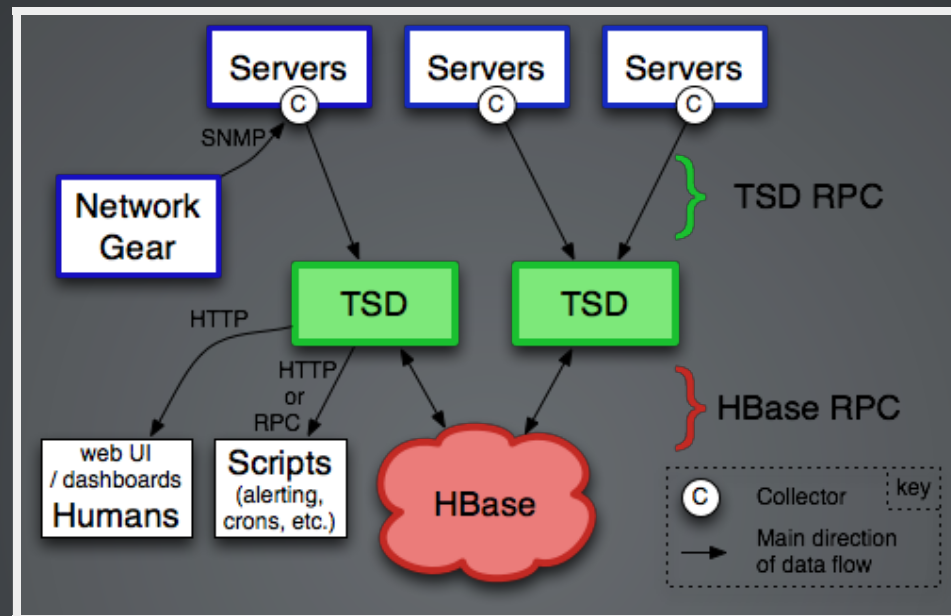 Servers
C
Servers
C
Servers
C
SNMP
Network
Gear
TSD RPC
TSD
TSD
HTTP
HTTP
or
RPC
HBase RPC
web UI
/ dashboards
Humans
Scripts
(alerting,
crons, etc.)
HBase
key
C Collector
Main direction
of data flow